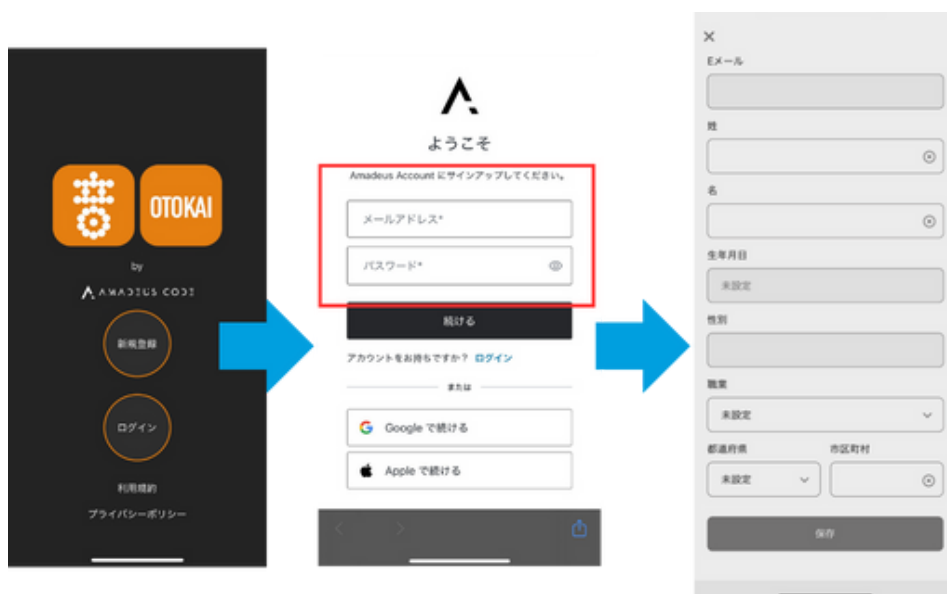 OTOKAI
by
AMADEUS CODE
新規登録
ログイン
利用規約
プライバシーポリシー
ようこそ
Amadeus Account にサインアップしてください。
メールアドレス*
パスワード*
続ける
アカウントをお持ちですか? ログイン
または
Google で続ける
Apple で続ける
Eメール
姓
名
生年月日
未設定
性別
職業
未設定
都道府県 市区町村
未設定
保存